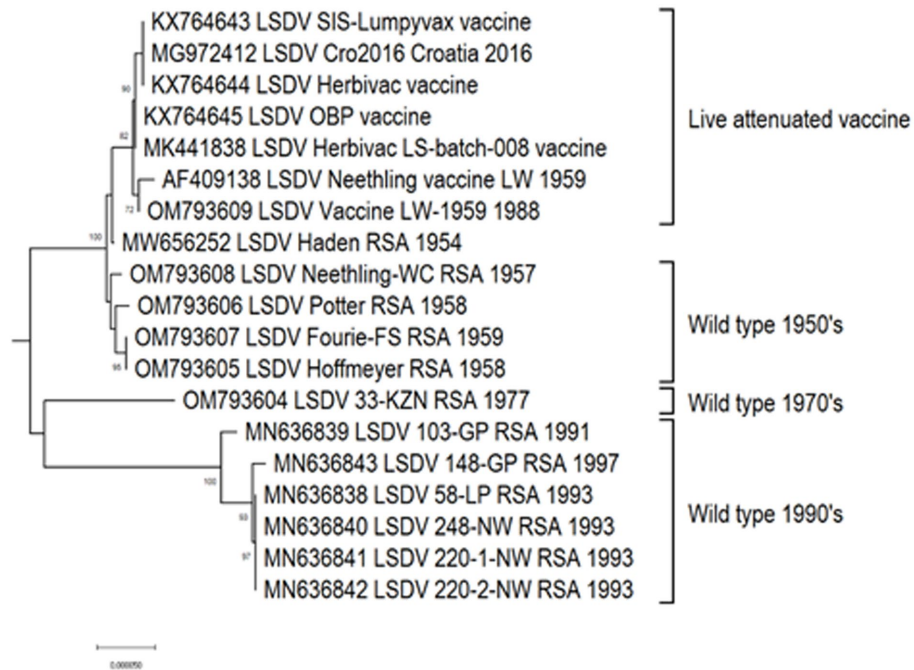 KX764643 LSDV SIS-Lumpyvax vaccine
MG972412 LSDV Cro2016 Croatia 2016
KX764644 LSDV Herbivac vaccine
90
KX764645 LSDV OBP vaccine
Live attenuated vaccine
82
MK441838 LSDV Herbivac LS-batch-008 vaccine
AF409138 LSDV Neethling vaccine LW 1959
72
OM793609 LSDV Vaccine LW-1959 1988
100
MW656252 LSDV Haden RSA 1954
OM793608 LSDV Neethling-WC RSA 1957
OM793606 LSDV Potter RSA 1958
Wild type 1950's
OM793607 LSDV Fourie-FS RSA 1959
95
OM793605 LSDV Hoffmeyer RSA 1958
OM793604 LSDV 33-KZN RSA 1977
Wild type 1970's
MN636839 LSDV 103-GP RSA 1991
MN636843 LSDV 148-GP RSA 1997
100
MN636838 LSDV 58-LP RSA 1993
Wild type 1990's
93
MN636840 LSDV 248-NW RSA 1993
97
MN636841 LSDV 220-1-NW RSA 1993
MN636842 LSDV 220-2-NW RSA 1993
0.000050